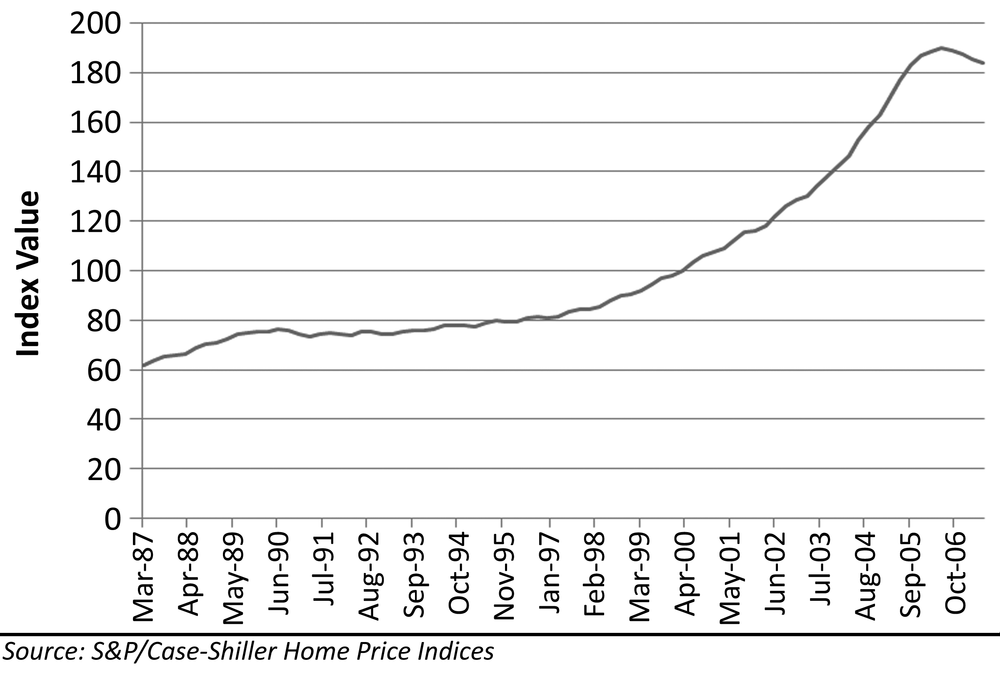 200
180
160
140
120
100
80
60
40
20
0
Index Value
Mar-87
Apr-88
May-89
Jun-90
Jul-91
Aug-92
Sep-93
Oct-94
Nov-95
Jan-97
Feb-98
Mar-99
Apr-00
May-01
Jun-02
Jul-03
Aug-04
Sep-05
Oct-06
Source: S&P/Case-Shiller Home Price Indices